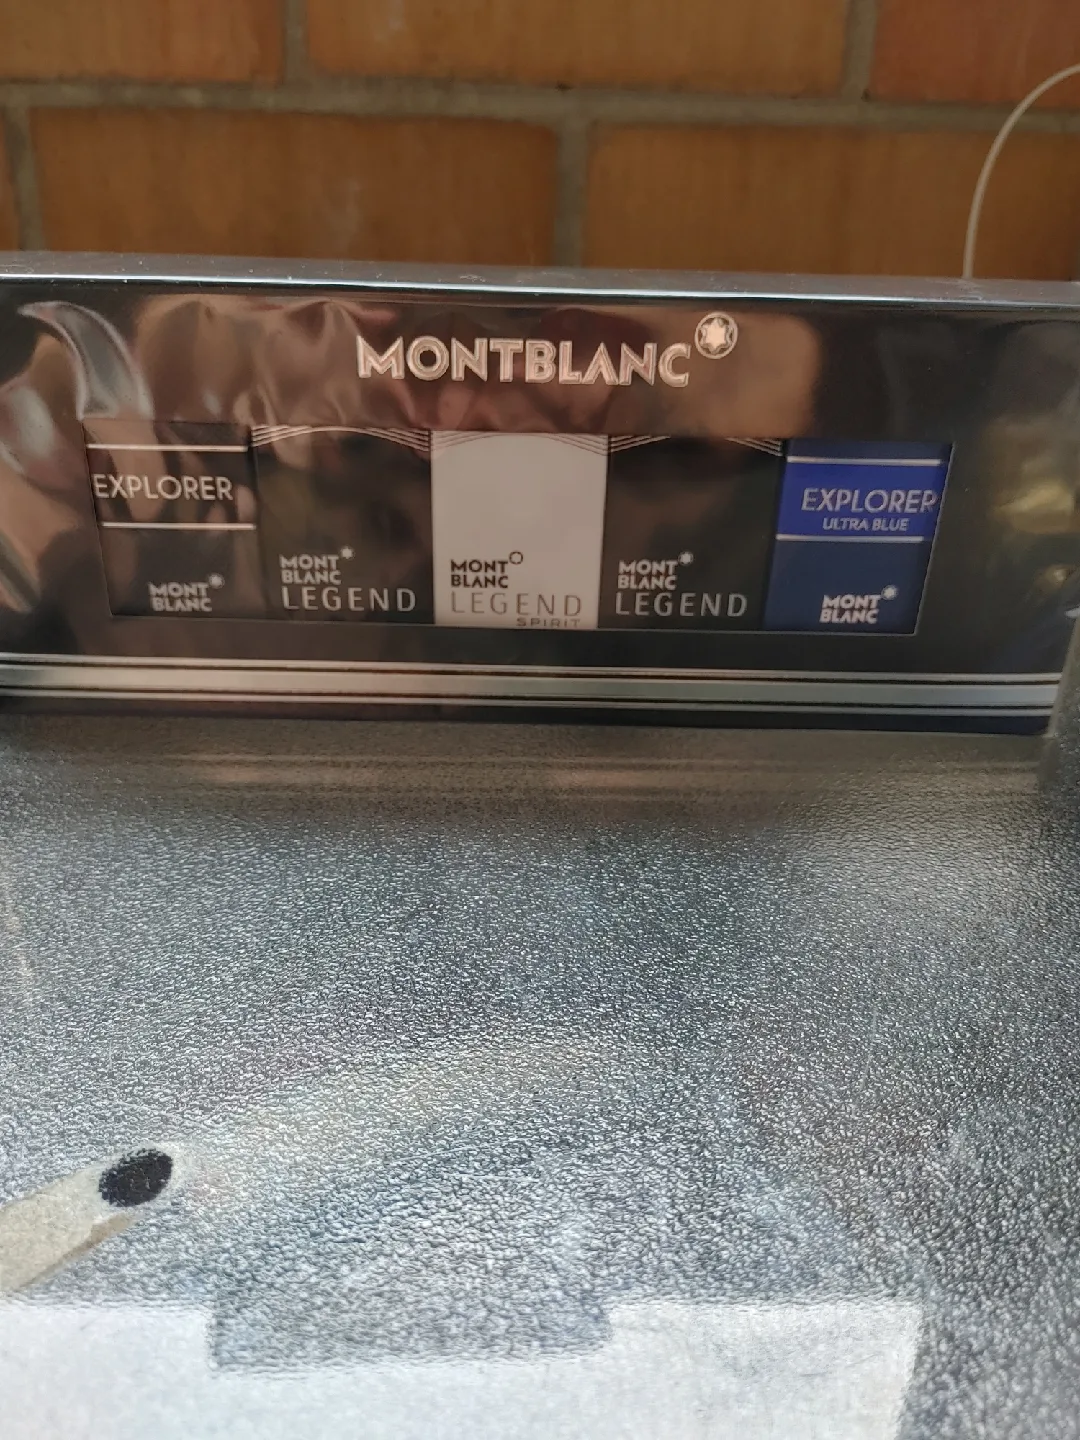 MONTBLANC
EXPLORER
MONT
BLANC
MONT
BLANC
LEGEND
MONT
BLANC
LEGEND
SPIRIT
MONT
BLANC
LEGEND
EXPLORER
ULTRA BLUE
MONT
BLANC